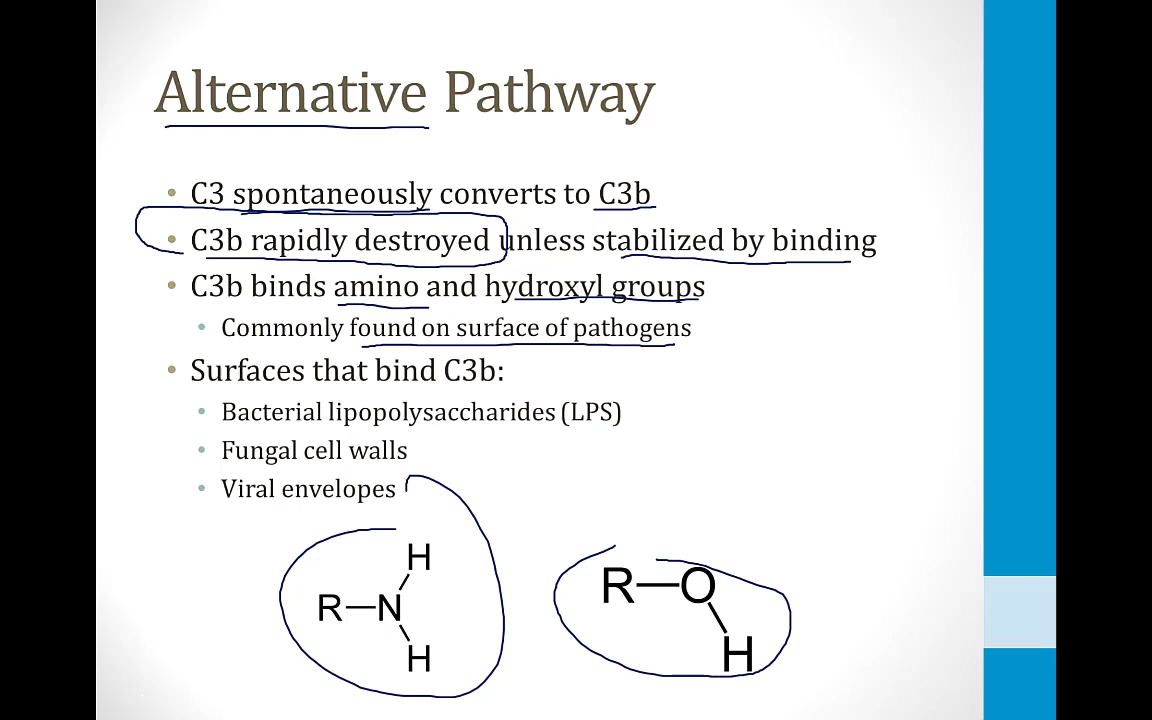 Alternative Pathway
• C3 spontaneously converts to C3b
• C3b rapidly destroyed unless stabilized by binding
• C3b binds amino and hydroxyl groups
• Commonly found on surface of pathogens
• Surfaces that bind C3b:
• Bacterial lipopolysaccharides (LPS)
• Fungal cell walls
• Viral envelopes
H
R—N
H
R—O
H